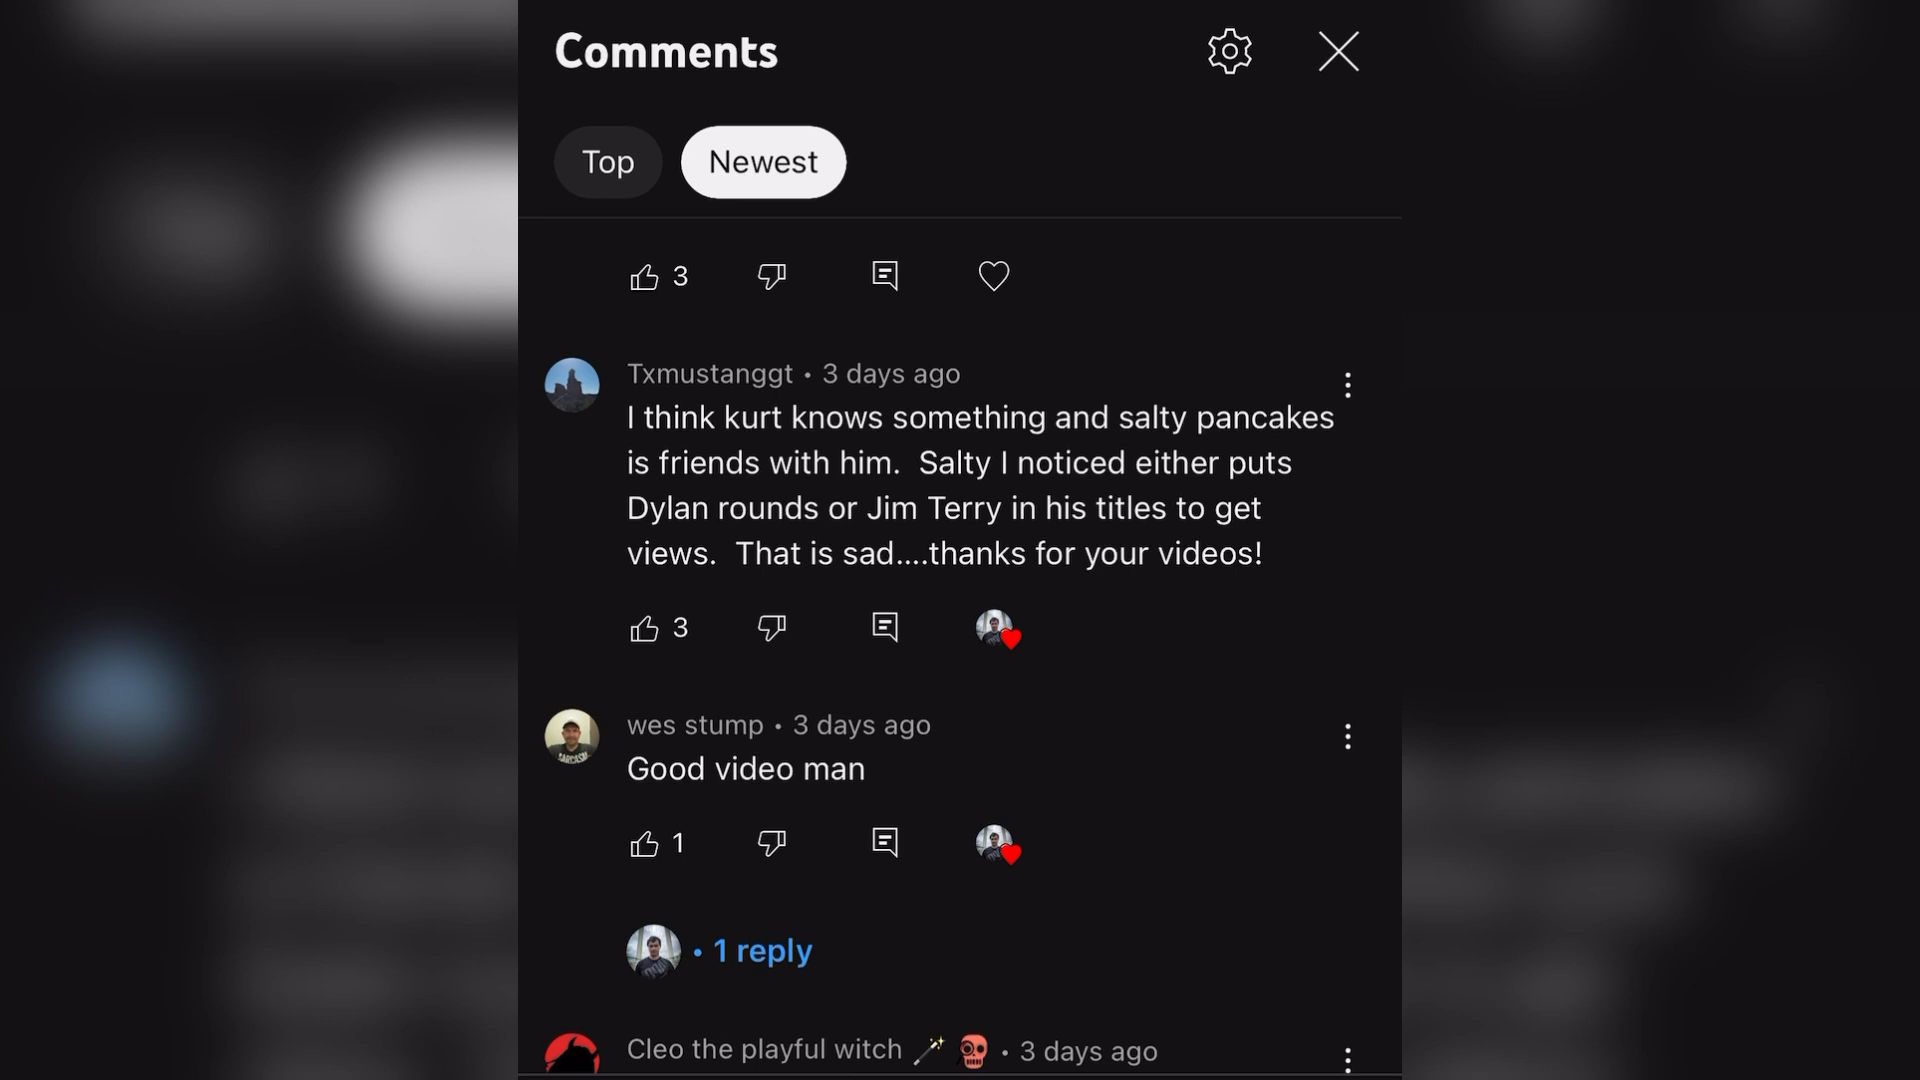 Comments
Top
Newest
3
Txmustanggt • 3 days ago
I think kurt knows something and salty pancakes
is friends with him.  Salty I noticed either puts
Dylan rounds or Jim Terry in his titles to get
views.  That is sad....thanks for your videos!
3
wes stump • 3 days ago
SARCASM
Good video man
1
• 1 reply
Cleo the playful witch 🪄 💀 • 3 days ago